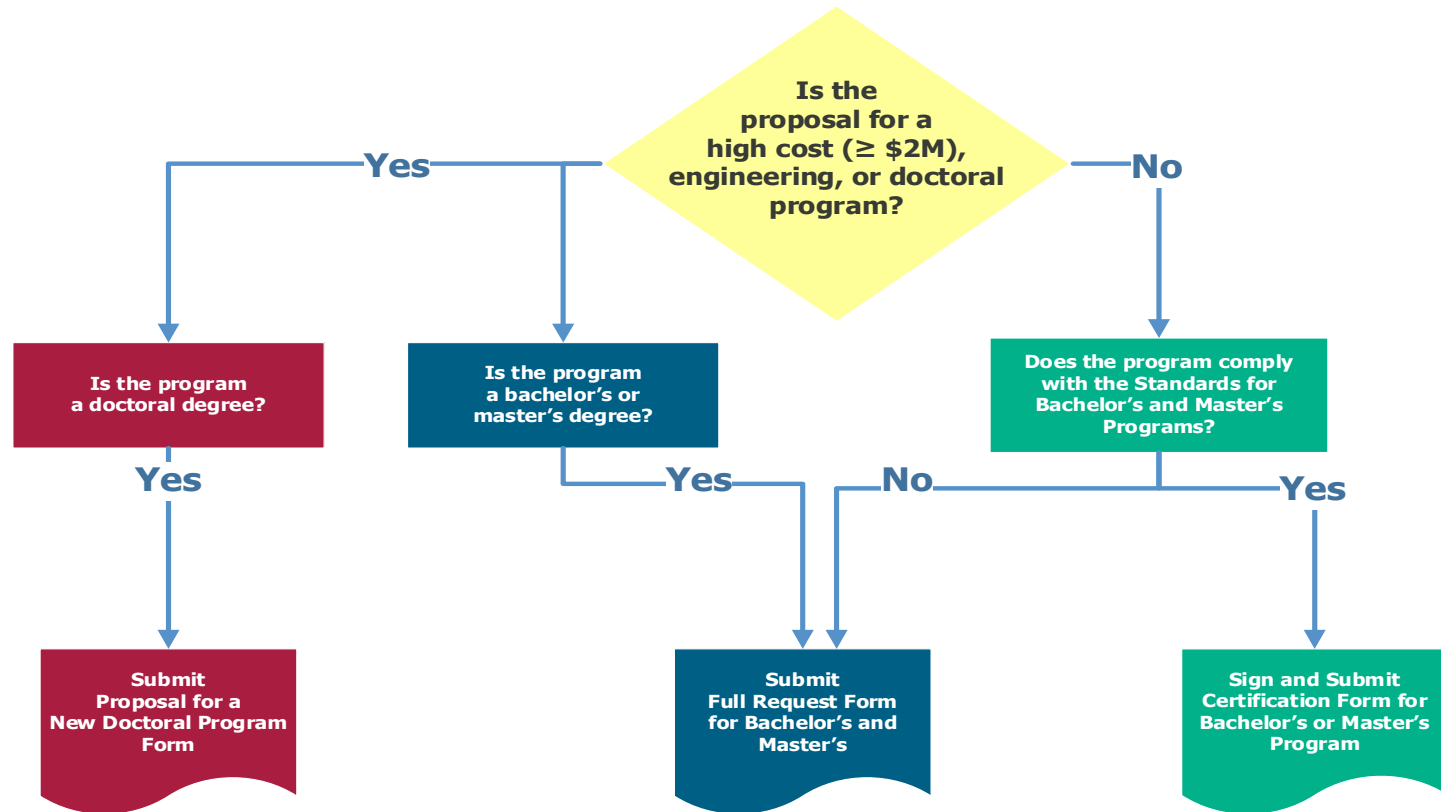 Is the
proposal for a
high cost (≥ $2M),
engineering, or doctoral
program?
Yes
No
Is the program
a doctoral degree?
Is the program
a bachelor's or
master's degree?
Does the program comply
with the Standards for
Bachelor's and Master's
Programs?
Yes
Yes
No
Yes
Submit
Proposal for a
New Doctoral Program
Form
Submit
Full Request Form
for Bachelor's and
Master's
Sign and Submit
Certification Form for
Bachelor's or Master's
Program